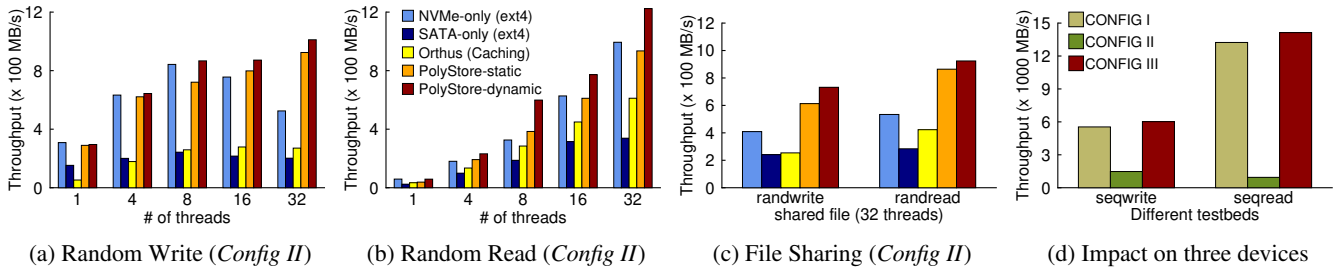 Throughput (x 100 MB/s)
12
8
4
0
1
4
8
16
32
# of threads
(a) Random Write (Config II)
NVMe-only (ext4)
SATA-only (ext4)
Orthus (Caching)
PolyStore-static
PolyStore-dynamic
Throughput (x 100 MB/s)
12
8
4
0
1
4
8
16
32
# of threads
(b) Random Read (Config II)
Throughput (x 100 MB/s)
12
10
8
6
4
2
0
randwrite
randread
shared file (32 threads)
(c) File Sharing (Config II)
CONFIG I
CONFIG II
CONFIG III
Throughput (x 1000 MB/s)
15
12
9
6
3
0
seqwrite
seqread
Different testbeds
(d) Impact on three devices